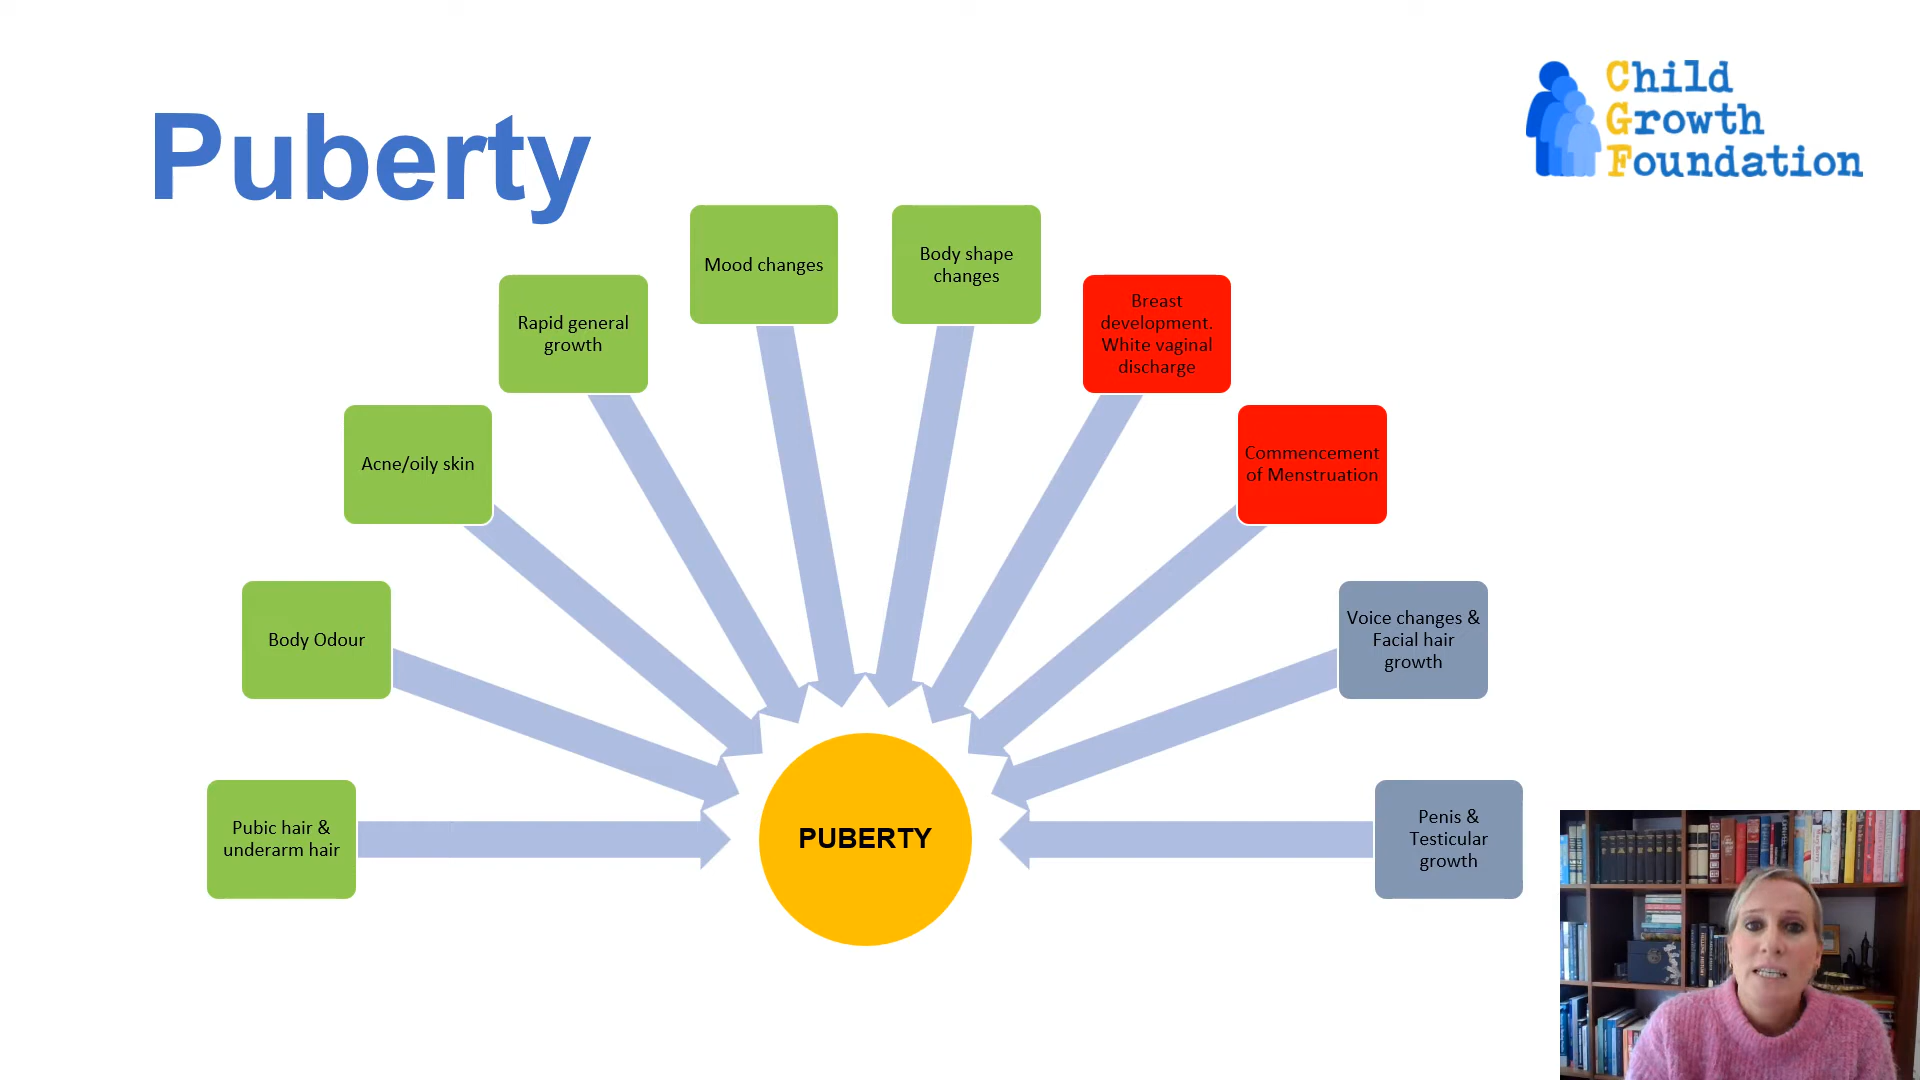 Puberty
Child
Growth
Foundation
Mood changes
Body shape
changes
Rapid general
growth
Breast
development.
White vaginal
discharge
Acne/oily skin
Commencement
of Menstruation
Body Odour
Voice changes &
Facial hair
growth
Pubic hair &
underarm hair
PUBERTY
Penis &
Testicular
growth